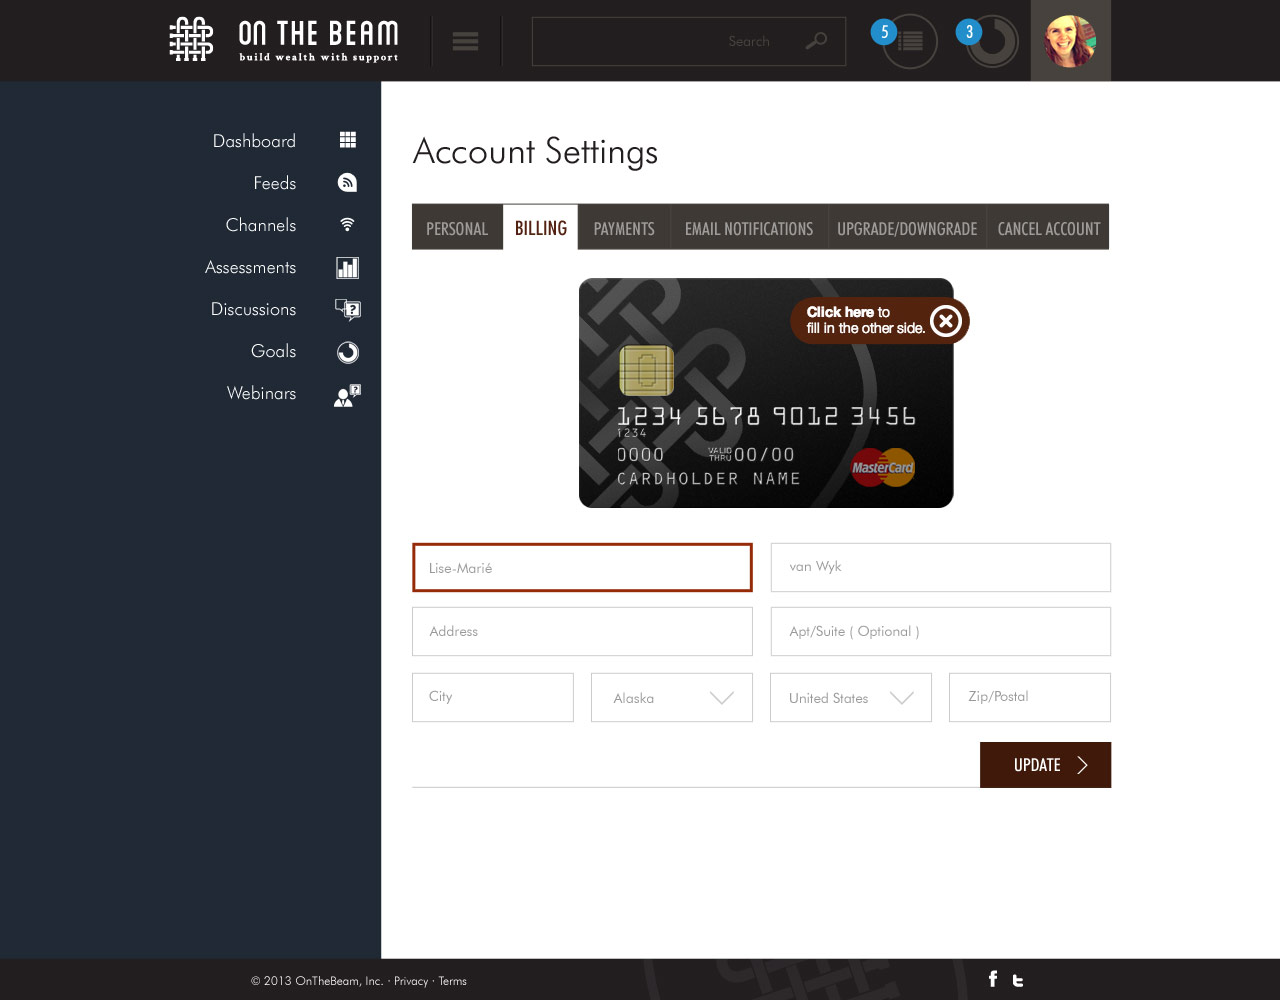 ON THE BEAM
build wealth with support
Search
5
3
Dashboard
Feeds
Channels
Assessments
Discussions
Goals
Webinars
Account Settings
PERSONAL
BILLING
PAYMENTS
EMAIL NOTIFICATIONS
UPGRADE/DOWNGRADE
CANCEL ACCOUNT
Click here to
fill in the other side.
1234 5678 9012 3456
1234
0000 VALID THRU 00/00
CARDHOLDER NAME
MasterCard
Lise-Marié
van Wyk
Address
Apt/Suite ( Optional )
City
Alaska
United States
Zip/Postal
UPDATE
© 2013 OnTheBeam, Inc. · Privacy · Terms